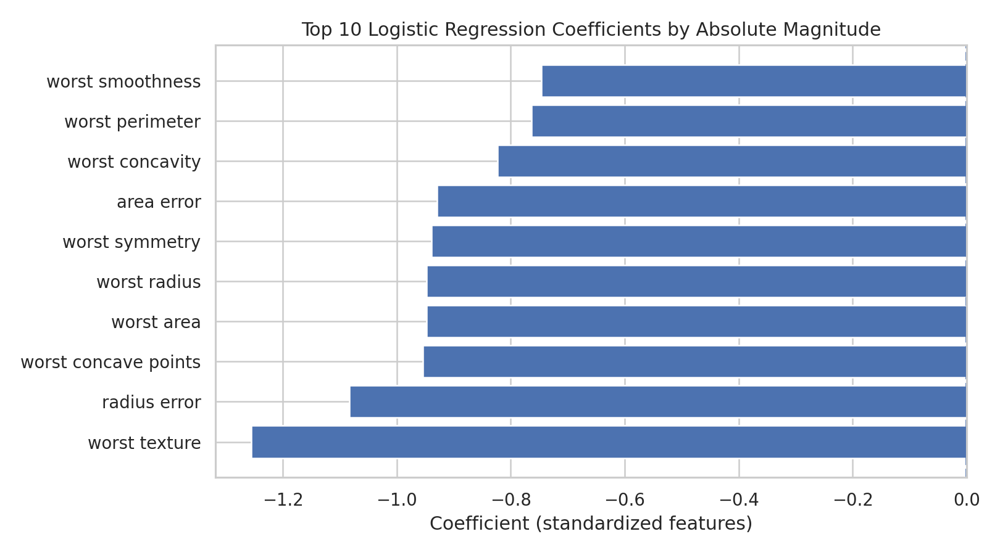 Top 10 Logistic Regression Coefficients by Absolute Magnitude
worst smoothness
worst perimeter
worst concavity
area error
worst symmetry
worst radius
worst area
worst concave points
radius error
worst texture
−1.2 −1.0 −0.8 −0.6 −0.4 −0.2 0.0
Coefficient (standardized features)